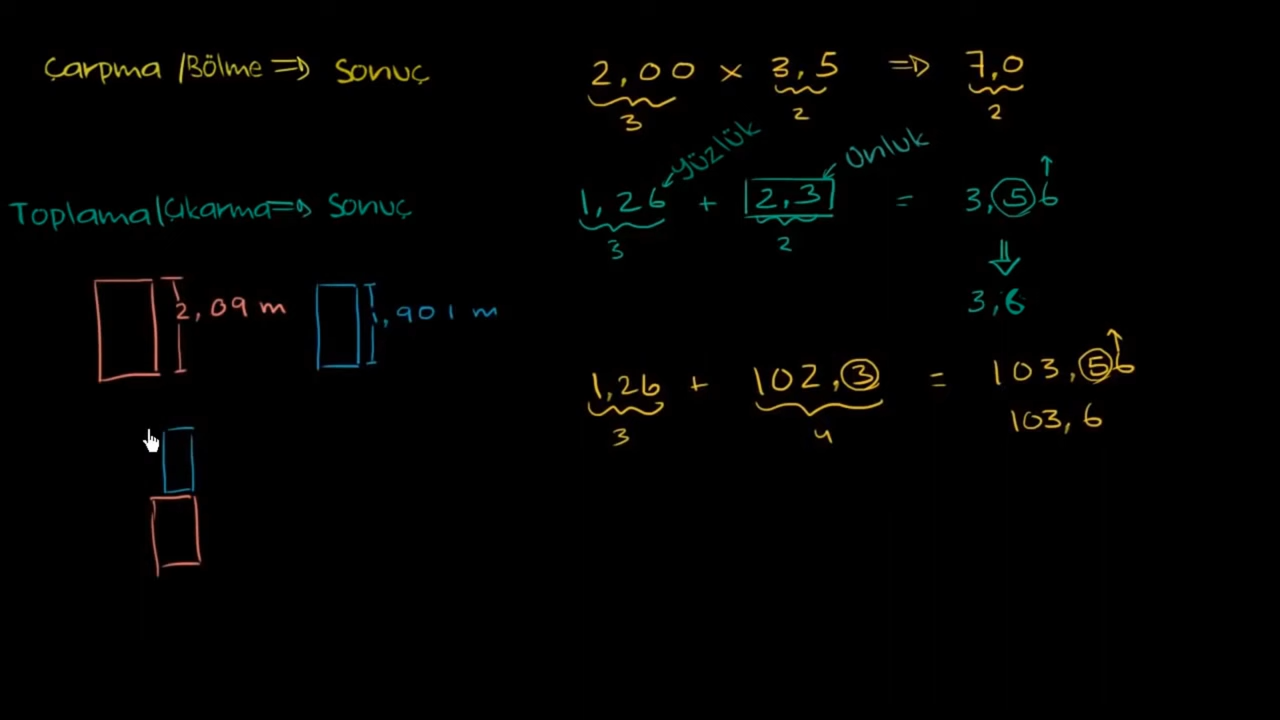 Çarpma /Bölme => Sonuç
2,00 x 3,5 => 7,0
3 2 2
Yüzlük Onluk
Toplama/Çıkarma=> Sonuç
1,26 + 2,3 = 3,56
3 2
3,6
2,09 m 1,901 m
1,26 + 102,3 = 103,56
3 4 103,6